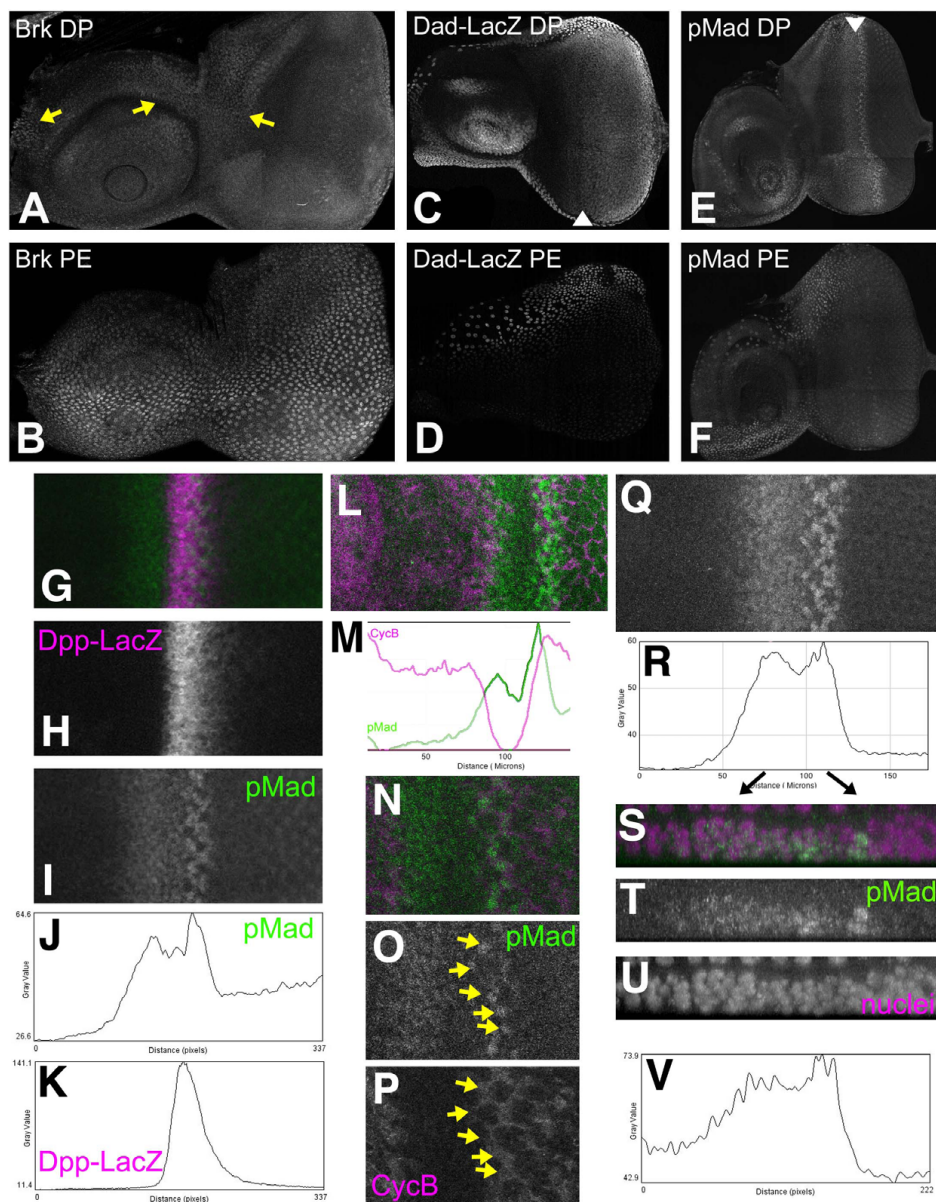 Brk DP
A
Dad-LacZ DP
C
pMad DP
E
Brk PE
B
Dad-LacZ PE
D
pMad PE
F
G
Dpp-LacZ
H
pMad
I
64.6
J
pMad
Gray Value
26.6
0
Distance (pixels)
337
141.1
K
Gray Value
Dpp-LacZ
11.4
0
Distance (pixels)
337
L
M
CycB
pMad
50
100
Distance ( Microns)
N
pMad
O
P
CycB
Q
R
60
50
40
Gray Value
0
50
100
150
Distance ( Microns)
S
pMad
T
U
nuclei
73.9
V
Gray Value
42.9
0
Distance (pixels)
222